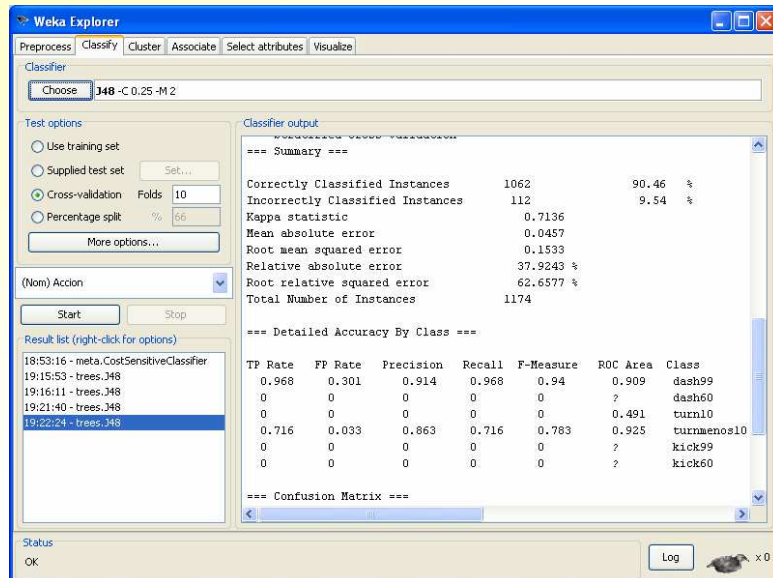 Weka Explorer
Preprocess Classify Cluster Associate Select attributes Visualize
Classifier
Choose J48 -C 0.25 -M 2
Test options
Use training set
Supplied test set Set...
Cross-validation Folds 10
Percentage split % 66
More options...
(Nom) Accion
Start Stop
Result list (right-click for options)
18:53:16 - meta.CostSensitiveClassifier
19:15:53 - trees.J48
19:16:11 - trees.J48
19:21:40 - trees.J48
19:22:24 - trees.J48
Classifier output
=== Summary ===
Correctly Classified Instances 1062 90.46 %
Incorrectly Classified Instances 112 9.54 %
Kappa statistic 0.7136
Mean absolute error 0.0457
Root mean squared error 0.1533
Relative absolute error 37.9243 %
Root relative squared error 62.6577 %
Total Number of Instances 1174
=== Detailed Accuracy By Class ===
TP Rate FP Rate Precision Recall F-Measure ROC Area Class
0.968 0.301 0.914 0.968 0.94 0.909 dash99
0 0 0 0 0 ? dash60
0 0 0 0 0 0.491 turn10
0.716 0.033 0.863 0.716 0.783 0.925 turnmenos10
0 0 0 0 0 ? kick99
0 0 0 0 0 ? kick60
=== Confusion Matrix ===
Status
OK
Log
x 0